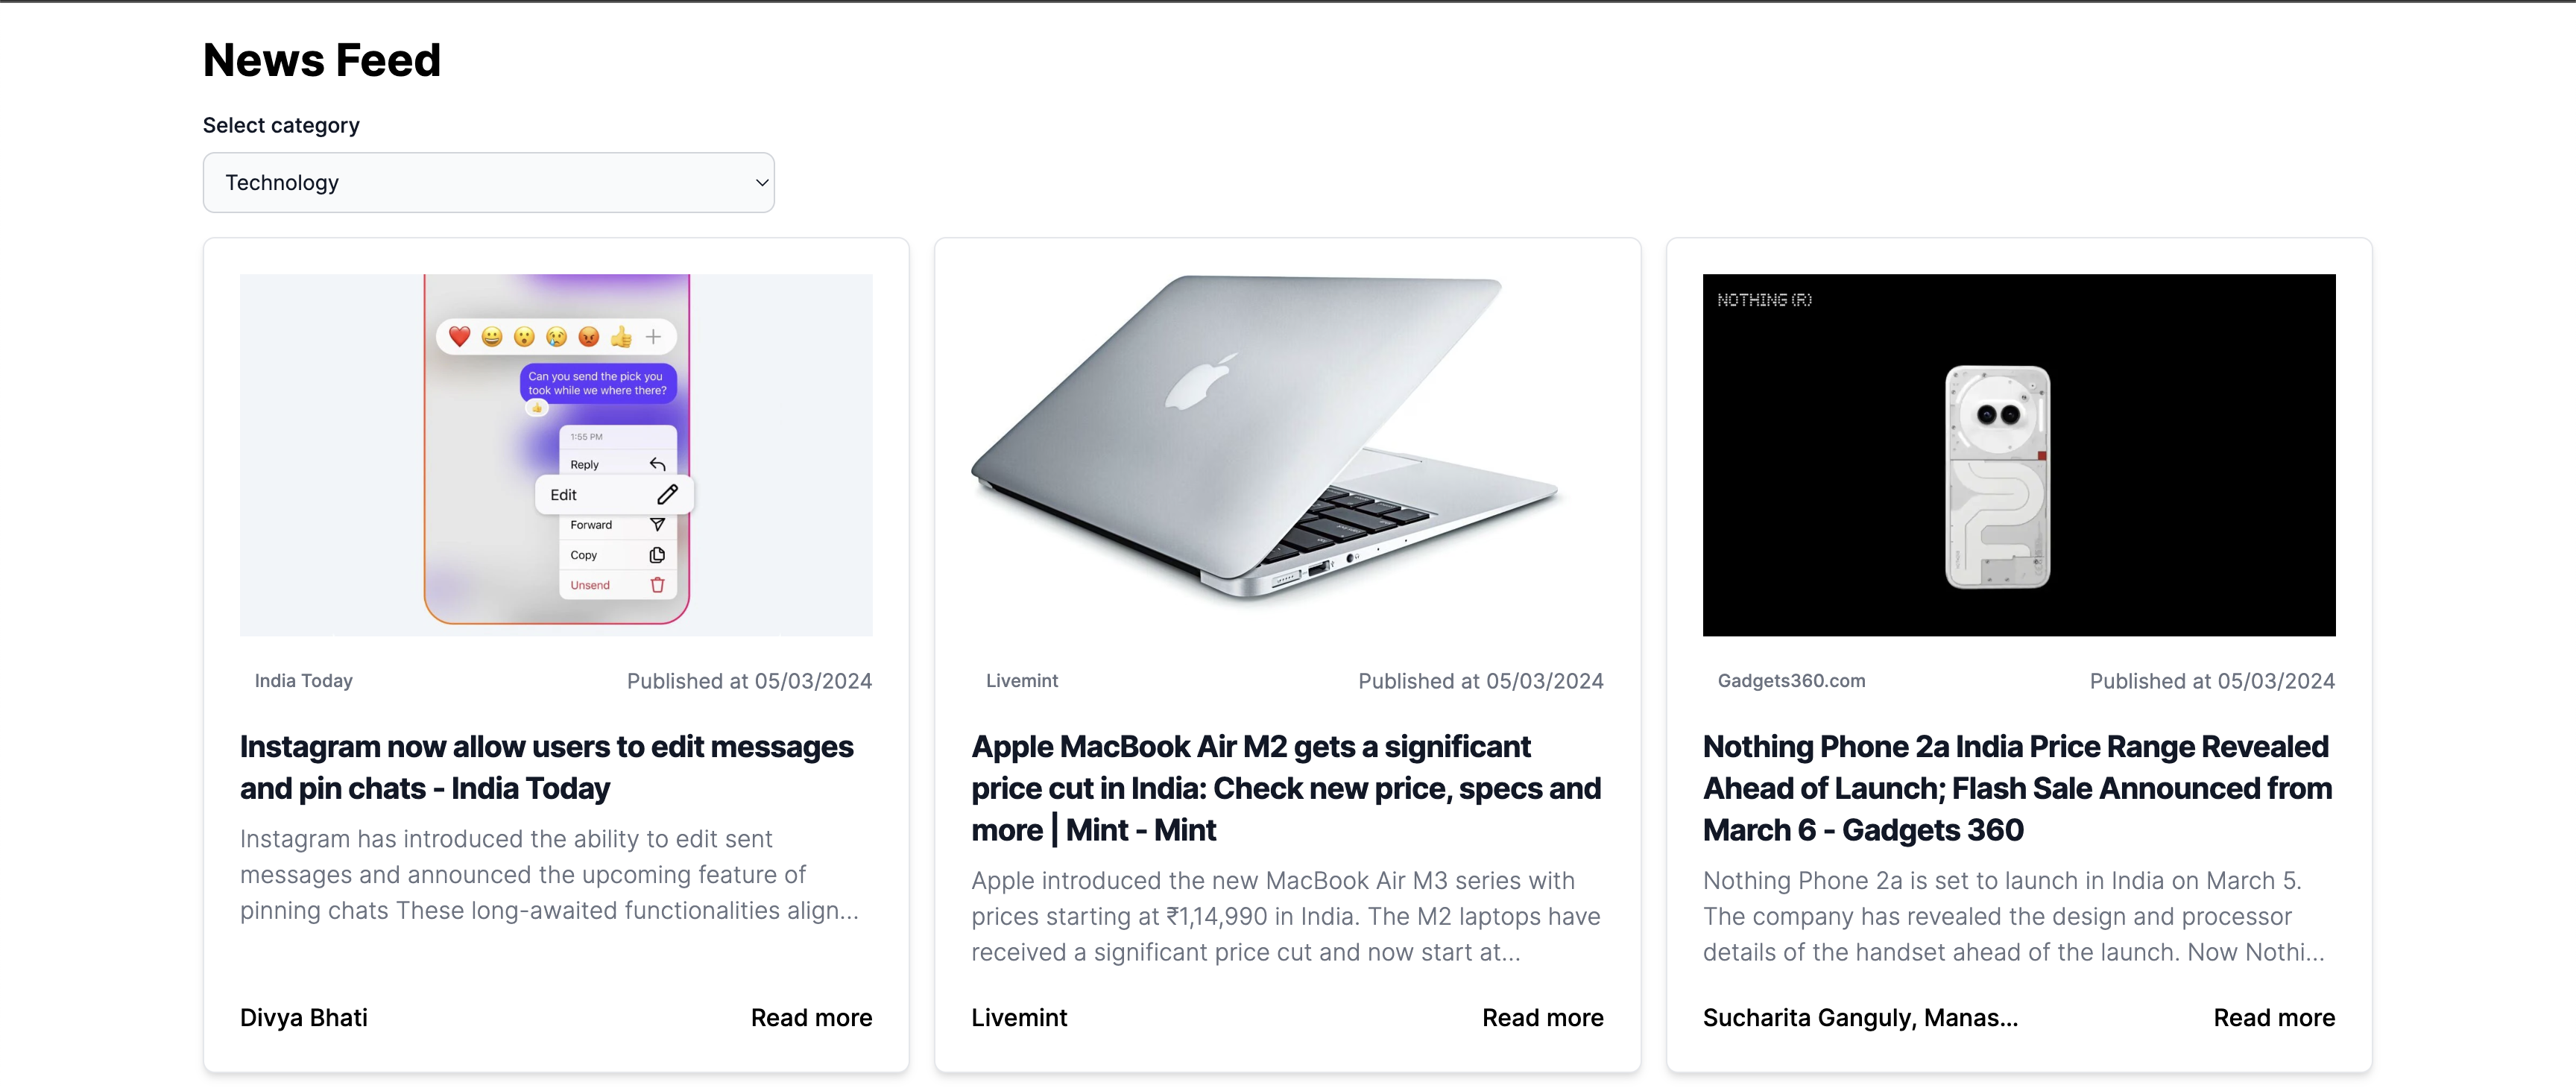 News Feed
Select category
Technology
Can you send the pick you
took while we where there?
1:55 PM
Reply
Edit
Forward
Copy
Unsend
India Today
Published at 05/03/2024
Instagram now allow users to edit messages
and pin chats - India Today
Instagram has introduced the ability to edit sent
messages and announced the upcoming feature of
pinning chats These long-awaited functionalities align...
Divya Bhati
Read more
Livemint
Published at 05/03/2024
Apple MacBook Air M2 gets a significant
price cut in India: Check new price, specs and
more | Mint - Mint
Apple introduced the new MacBook Air M3 series with
prices starting at ₹1,14,990 in India. The M2 laptops have
received a significant price cut and now start at...
Livemint
Read more
NOTHING (R)
Gadgets360.com
Published at 05/03/2024
Nothing Phone 2a India Price Range Revealed
Ahead of Launch; Flash Sale Announced from
March 6 - Gadgets 360
Nothing Phone 2a is set to launch in India on March 5.
The company has revealed the design and processor
details of the handset ahead of the launch. Now Nothi...
Sucharita Ganguly, Manas...
Read more